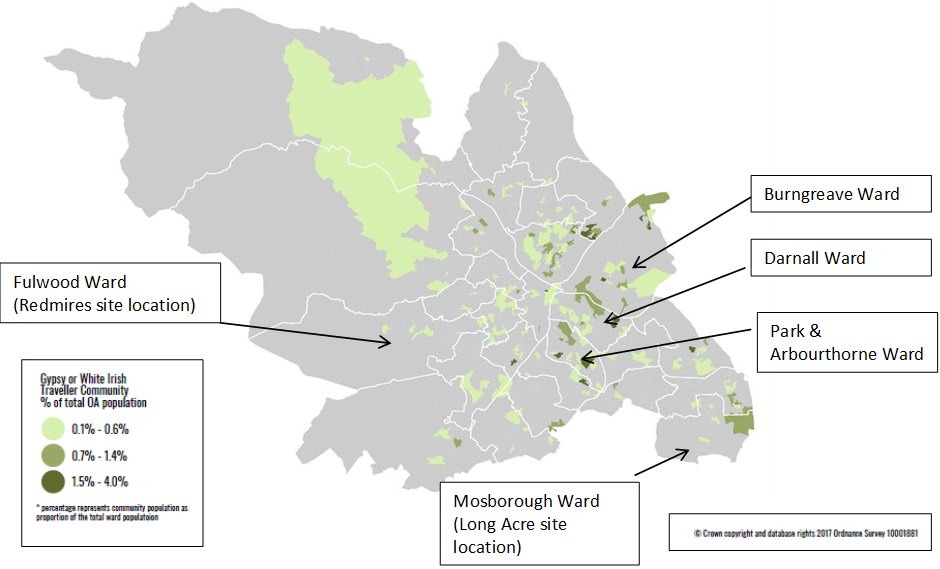 Burngreave Ward
Darnall Ward
Fulwood Ward
(Redmires site location)
Park &
Arbourthorne Ward
Gypsy or White Irish
Traveller Community
% of total OA population
0.1% - 0.6%
0.7% - 1.4%
1.5% - 4.0%
* percentage represents community population as
proportion of the total ward populatoion
Mosborough Ward
(Long Acre site
location)
© Crown copyright and database rights 2017 Ordnance Survey 10001881